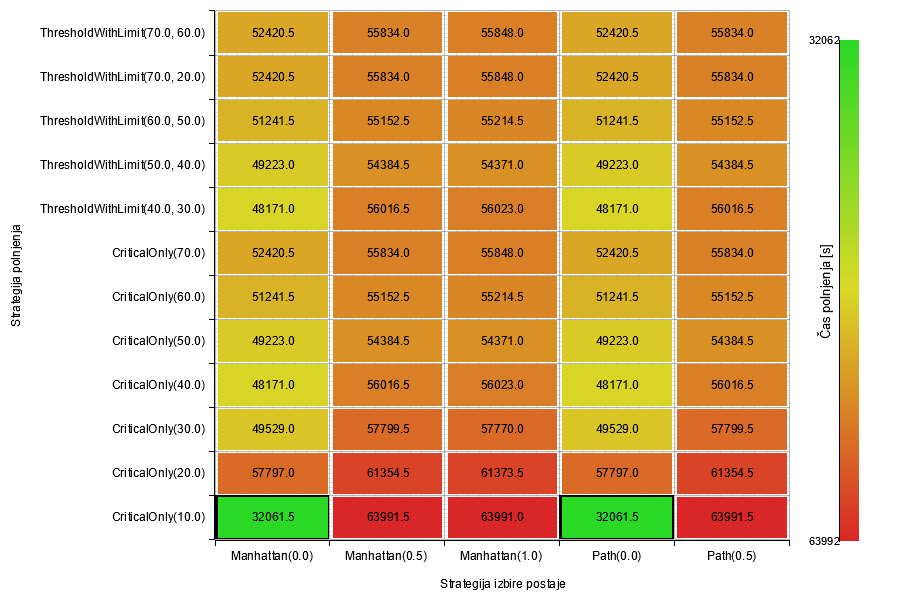 ThresholdWithLimit(70.0, 60.0) 52420.5 55834.0 55848.0 52420.5 55834.0
ThresholdWithLimit(70.0, 20.0) 52420.5 55834.0 55848.0 52420.5 55834.0
ThresholdWithLimit(60.0, 50.0) 51241.5 55152.5 55214.5 51241.5 55152.5
ThresholdWithLimit(50.0, 40.0) 49223.0 54384.5 54371.0 49223.0 54384.5
ThresholdWithLimit(40.0, 30.0) 48171.0 56016.5 56023.0 48171.0 56016.5
CriticalOnly(70.0) 52420.5 55834.0 55848.0 52420.5 55834.0
CriticalOnly(60.0) 51241.5 55152.5 55214.5 51241.5 55152.5
CriticalOnly(50.0) 49223.0 54384.5 54371.0 49223.0 54384.5
CriticalOnly(40.0) 48171.0 56016.5 56023.0 48171.0 56016.5
CriticalOnly(30.0) 49529.0 57799.5 57770.0 49529.0 57799.5
CriticalOnly(20.0) 57797.0 61354.5 61373.5 57797.0 61354.5
CriticalOnly(10.0) 32061.5 63991.5 63991.0 32061.5 63991.5
Manhattan(0.0) Manhattan(0.5) Manhattan(1.0) Path(0.0) Path(0.5)
Strategija izbire postaje
Strategija polnjenja
32062
Čas polnjenja [s]
63992